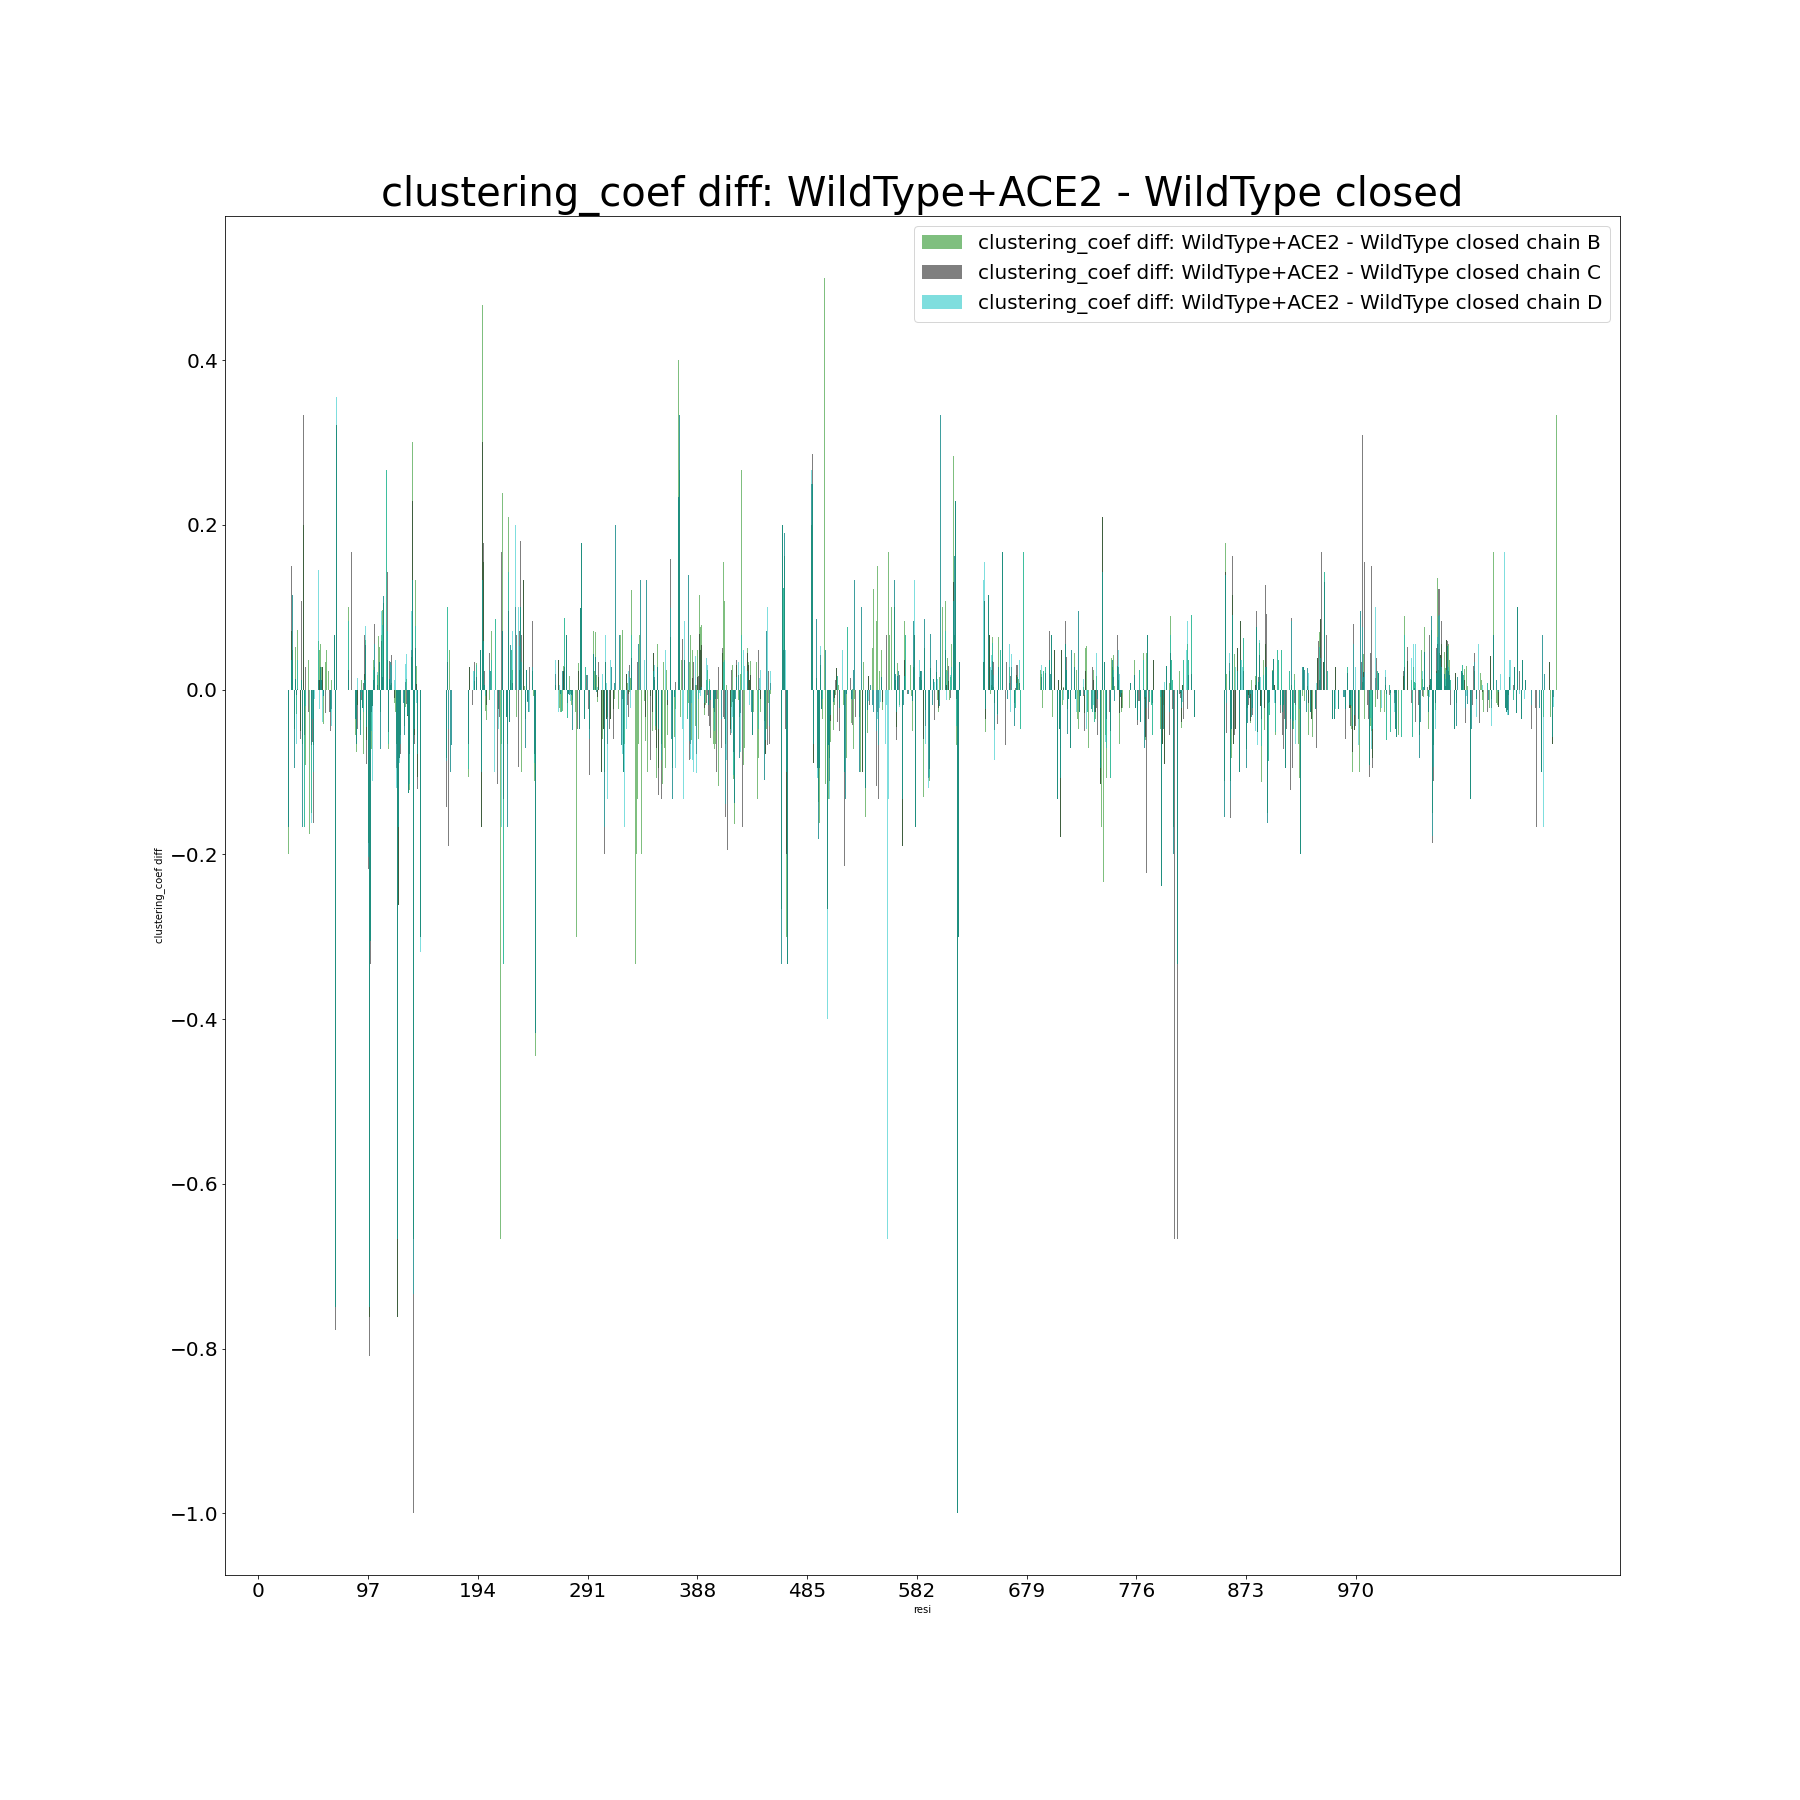 clustering_coef diff: WildType+ACE2 - WildType closed
clustering_coef diff: WildType+ACE2 - WildType closed chain B
clustering_coef diff: WildType+ACE2 - WildType closed chain C
clustering_coef diff: WildType+ACE2 - WildType closed chain D
0.4
0.2
0.0
−0.2
−0.4
−0.6
−0.8
−1.0
clustering_coef diff
0 97 194 291 388 485 582 679 776 873 970
resi